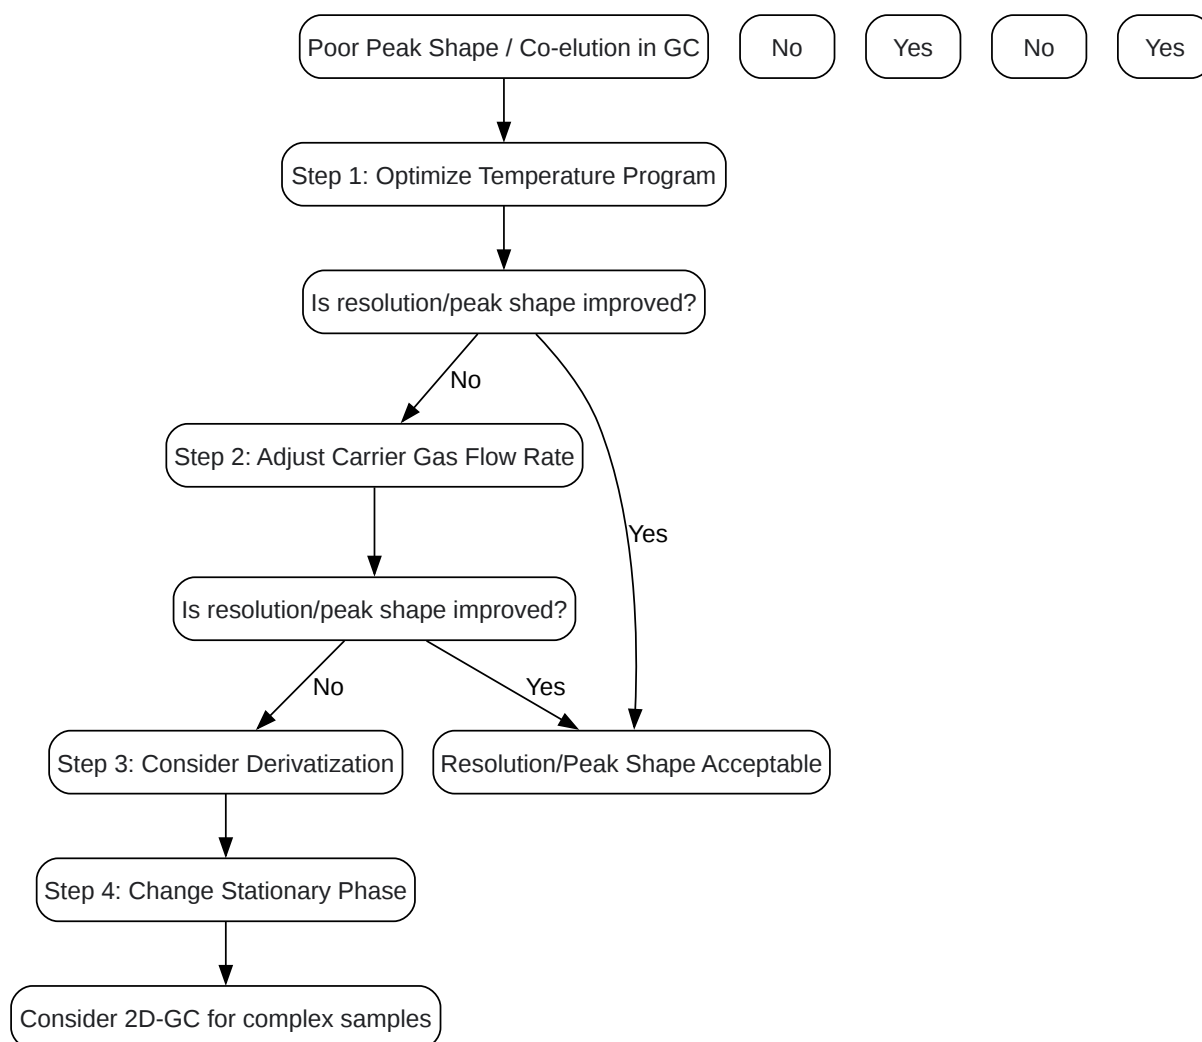 Poor Peak Shape / Co-elution in GC
No
Yes
No
Yes
Step 1: Optimize Temperature Program
Is resolution/peak shape improved?
No
Step 2: Adjust Carrier Gas Flow Rate
Yes
Is resolution/peak shape improved?
No
Yes
Step 3: Consider Derivatization
Resolution/Peak Shape Acceptable
Step 4: Change Stationary Phase
Consider 2D-GC for complex samples